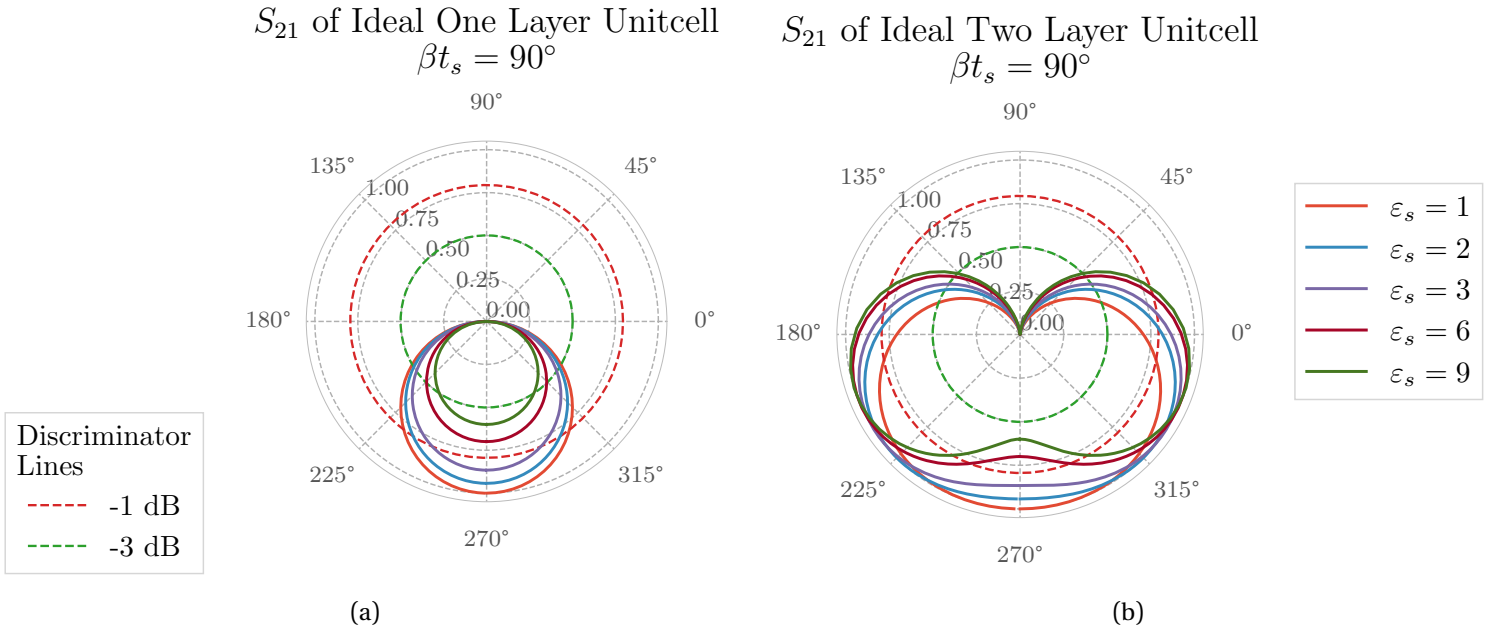 S₂₁ of Ideal One Layer Unitcell
βtₛ = 90°
90°
135°
45°
1.00
0.75
0.50
0.25
0.00
180°
0°
225°
315°
270°
Discriminator
Lines
-1 dB
-3 dB
(a)
S₂₁ of Ideal Two Layer Unitcell
βtₛ = 90°
90°
135°
45°
1.00
0.75
0.50
0.25
0.00
180°
0°
225°
315°
270°
εₛ = 1
εₛ = 2
εₛ = 3
εₛ = 6
εₛ = 9
(b)